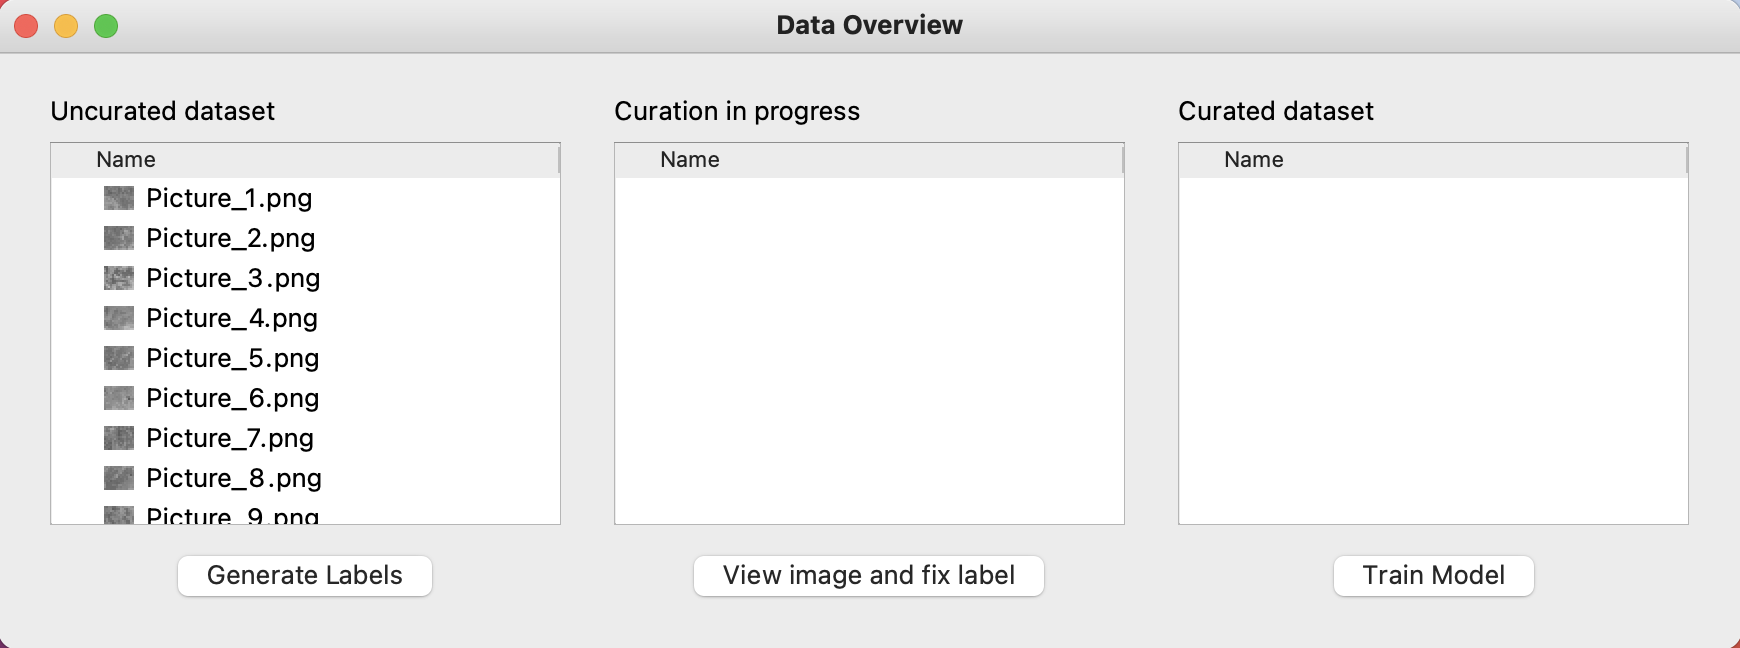 Data Overview
Uncurated dataset
Name
Picture_1.png
Picture_2.png
Picture_3.png
Picture_4.png
Picture_5.png
Picture_6.png
Picture_7.png
Picture_8.png
Picture_9.png
Generate Labels
Curation in progress
Name
View image and fix label
Curated dataset
Name
Train Model